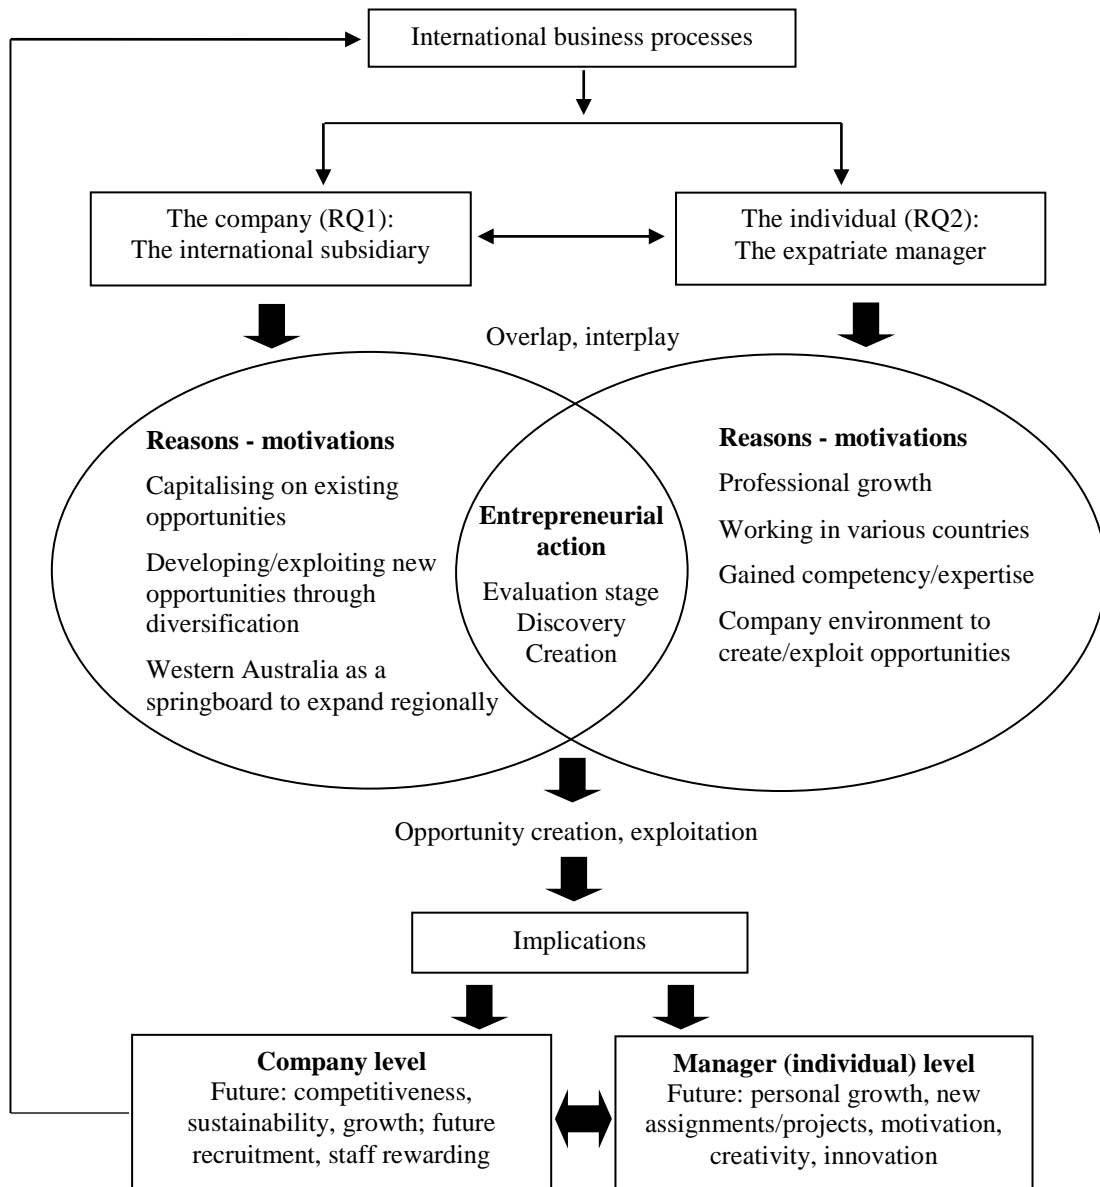 International business processes
The company (RQ1):
The international subsidiary
The individual (RQ2):
The expatriate manager
Overlap, interplay
Reasons - motivations
Capitalising on existing
opportunities
Developing/exploiting new
opportunities through
diversification
Western Australia as a
springboard to expand regionally
Entrepreneurial
action
Evaluation stage
Discovery
Creation
Reasons - motivations
Professional growth
Working in various countries
Gained competency/expertise
Company environment to
create/exploit opportunities
Opportunity creation, exploitation
Implications
Company level
Future: competitiveness,
sustainability, growth; future
recruitment, staff rewarding
Manager (individual) level
Future: personal growth, new
assignments/projects, motivation,
creativity, innovation